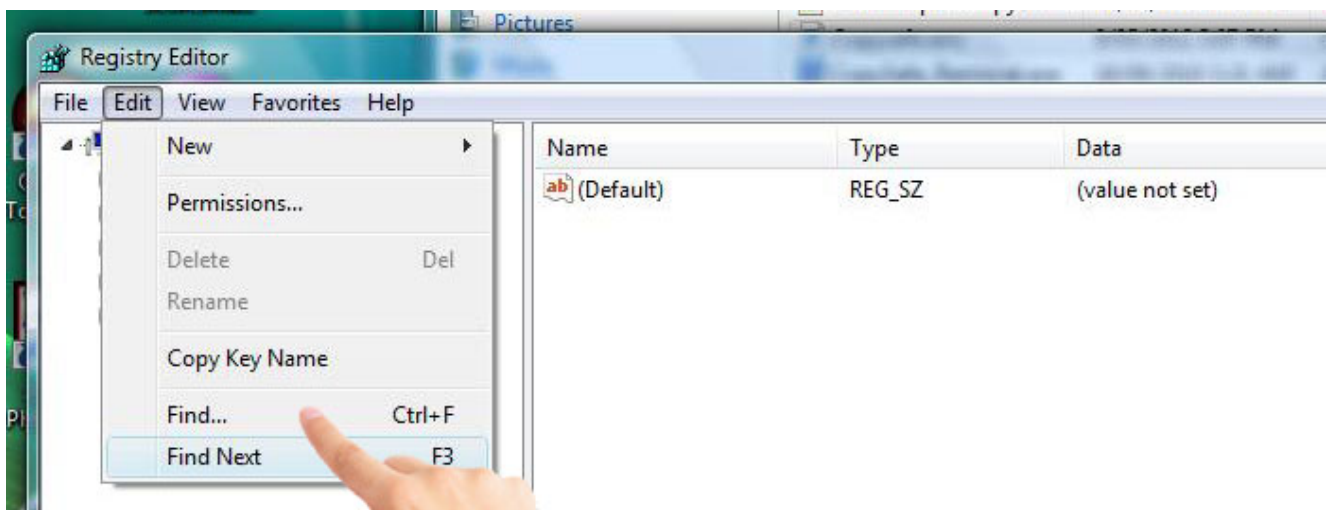 Pictures
Registry Editor
File Edit View Favorites Help
New
Permissions...
Delete Del
Rename
Copy Key Name
Find... Ctrl+F
Find Next F3
Name Type Data
(Default) REG_SZ (value not set)